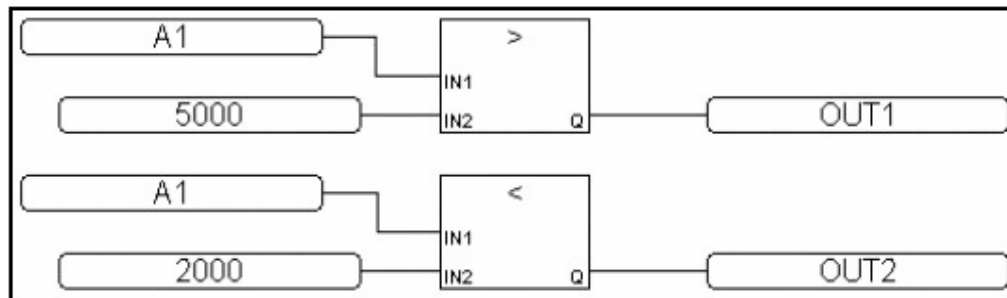 A1
>
IN1
5000
IN2
Q
OUT1
A1
<
IN1
2000
IN2
Q
OUT2